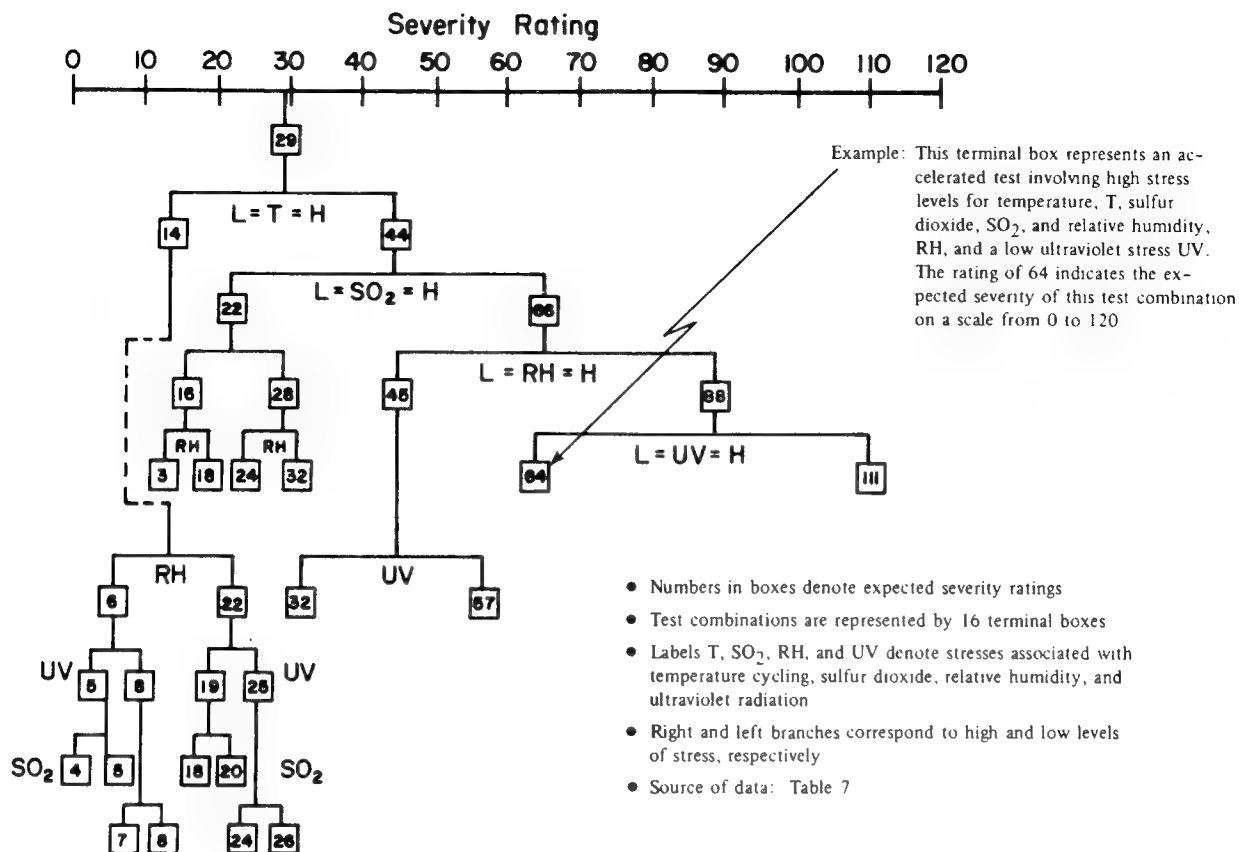 Severity Rating
0 10 20 30 40 50 60 70 80 90 100 110 120
29
Example: This terminal box represents an ac-
celerated test involving high stress
levels for temperature, T, sulfur
dioxide, SO2, and relative humidity,
RH, and a low ultraviolet stress UV.
The rating of 64 indicates the ex-
pected severity of this test combination
on a scale from 0 to 120
L = T = H
14 44
L = SO2 = H
22 66
L = RH = H
16 28 45 88
RH RH
L = UV = H
3 18 24 32 64 111
RH UV
6 22 32 57
UV 5 8 19 25 UV
SO2 4 5 18 20 SO2
7 8 24 26
• Numbers in boxes denote expected severity ratings
• Test combinations are represented by 16 terminal boxes
• Labels T, SO2, RH, and UV denote stresses associated with
temperature cycling, sulfur dioxide, relative humidity, and
ultraviolet radiation
• Right and left branches correspond to high and low levels
of stress, respectively
• Source of data: Table 7